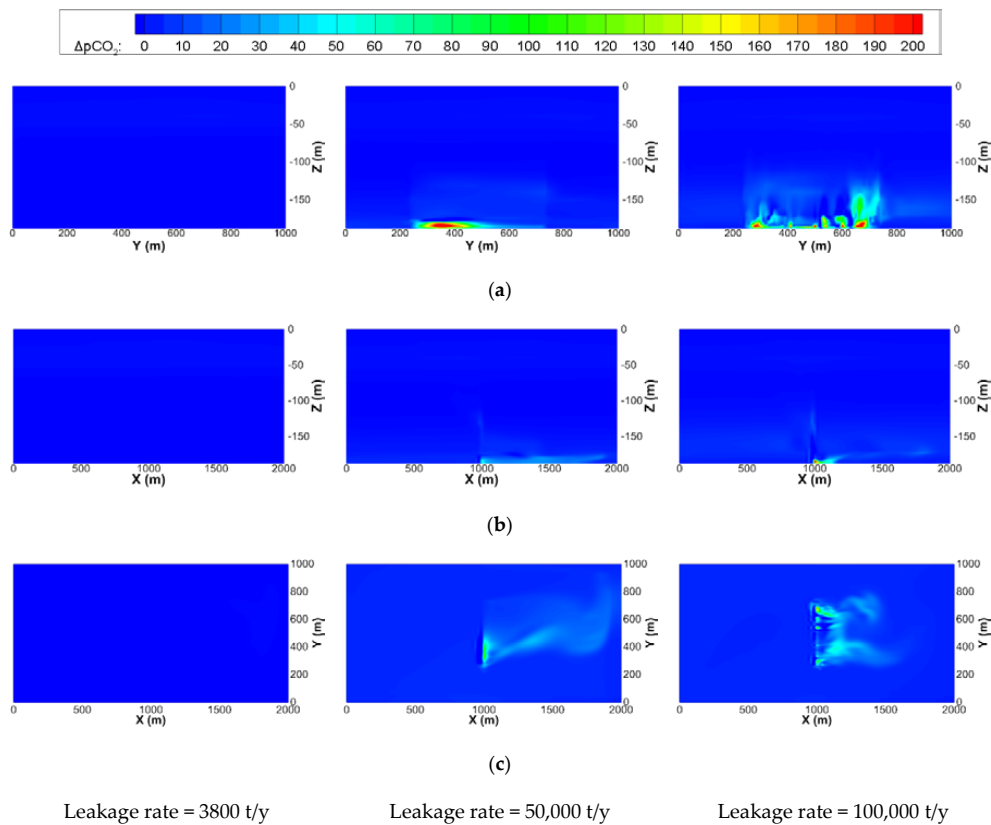 ΔpCO2: 0 10 20 30 40 50 60 70 80 90 100 110 120 130 140 150 160 170 180 190 200
0 0 0
-50 -50 -50
Z (m) Z (m) Z (m)
-100 -100 -100
-150 -150 -150
0 200 400 600 800 1000 0 200 400 600 800 1000 0 200 400 600 800 1000
Y (m) Y (m) Y (m)
(a)
0 0 0
-50 -50 -50
Z (m) Z (m) Z (m)
-100 -100 -100
-150 -150 -150
0 500 1000 1500 2000 0 500 1000 1500 2000 0 500 1000 1500 2000
X (m) X (m) X (m)
(b)
1000 1000 1000
800 800 800
600 600 600
Y (m) Y (m) Y (m)
400 400 400
200 200 200
0 0 0
0 500 1000 1500 2000 0 500 1000 1500 2000 0 500 1000 1500 2000
X (m) X (m) X (m)
(c)
Leakage rate = 3800 t/y Leakage rate = 50,000 t/y Leakage rate = 100,000 t/y